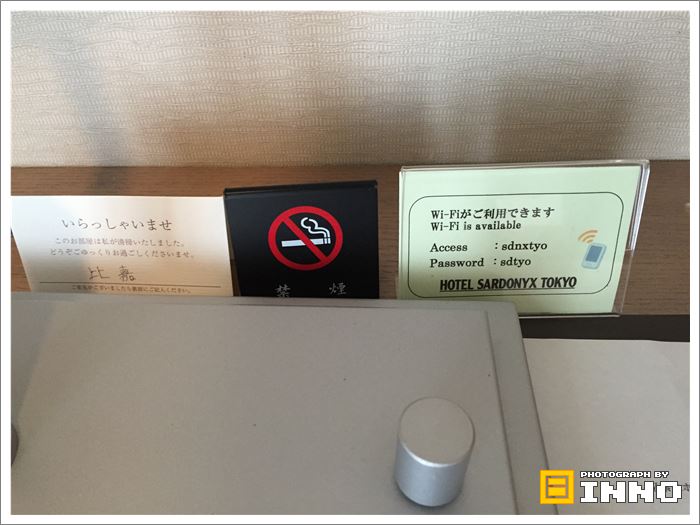 いらっしゃいませ
このお部屋は私が清掃いたしました。
どうぞごゆっくりお過ごしくださいませ。
比嘉
禁煙
Wi-Fiがご利用できます
Wi-Fi is available
Access : sdnxtyo
Password : sdtyo
HOTEL SARDONYX TOKYO
PHOTOGRAPH BY
INNO